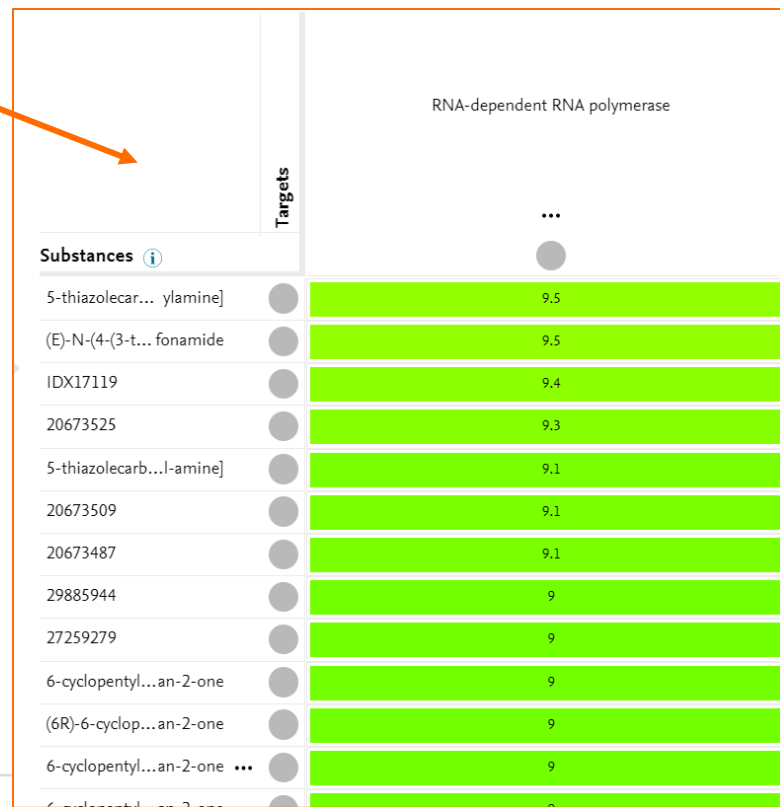 RNA-dependent RNA polymerase
Targets
...
Substances i
5-thiazolecar... ylamine] 9.5
(E)-N-(4-(3-t... fonamide 9.5
IDX17119 9.4
20673525 9.3
5-thiazolecarb...l-amine] 9.1
20673509 9.1
20673487 9.1
29885944 9
27259279 9
6-cyclopentyl...an-2-one 9
(6R)-6-cyclop...an-2-one 9
6-cyclopentyl...an-2-one ... 9